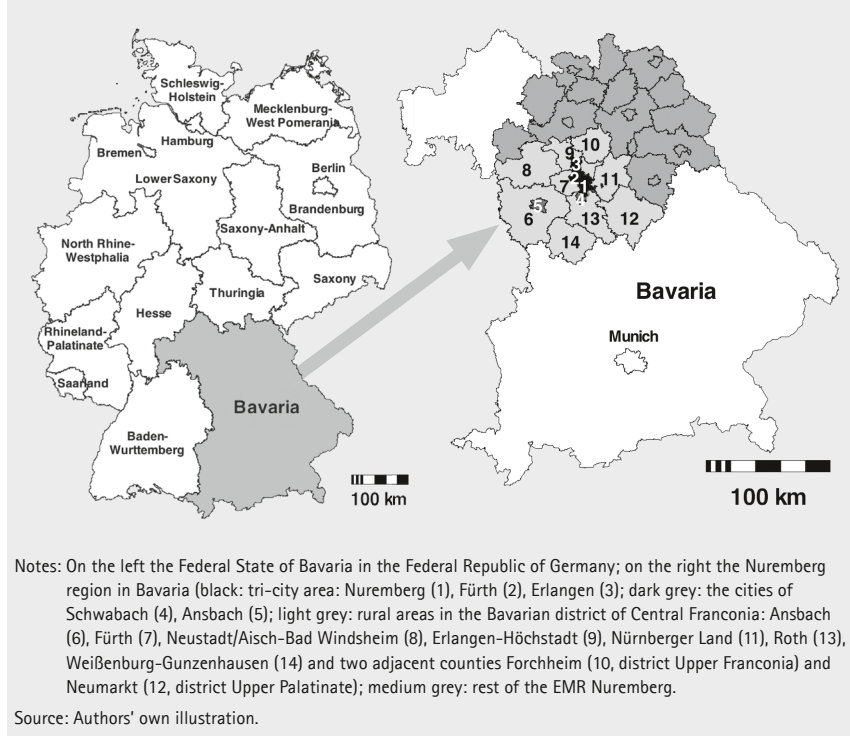 Schleswig-
Holstein
Mecklenburg-
West Pomerania
Hamburg
Bremen
Lower Saxony
Berlin
Brandenburg
Saxony-Anhalt
North Rhine-
Westphalia
Saxony
Thuringia
Hesse
Rhineland-
Palatinate
Saarland
Bavaria
Baden-
Wurttemberg
100 km
10
9
3
8
2
11
7
1
4
5
6
13
12
14
Bavaria
Munich
100 km
Notes: On the left the Federal State of Bavaria in the Federal Republic of Germany; on the right the Nuremberg
region in Bavaria (black: tri-city area: Nuremberg (1), Fürth (2), Erlangen (3); dark grey: the cities of
Schwabach (4), Ansbach (5); light grey: rural areas in the Bavarian district of Central Franconia: Ansbach
(6), Fürth (7), Neustadt/Aisch-Bad Windsheim (8), Erlangen-Höchstadt (9), Nürnberger Land (11), Roth (13),
Weißenburg-Gunzenhausen (14) and two adjacent counties Forchheim (10, district Upper Franconia) and
Neumarkt (12, district Upper Palatinate); medium grey: rest of the EMR Nuremberg.
Source: Authors' own illustration.